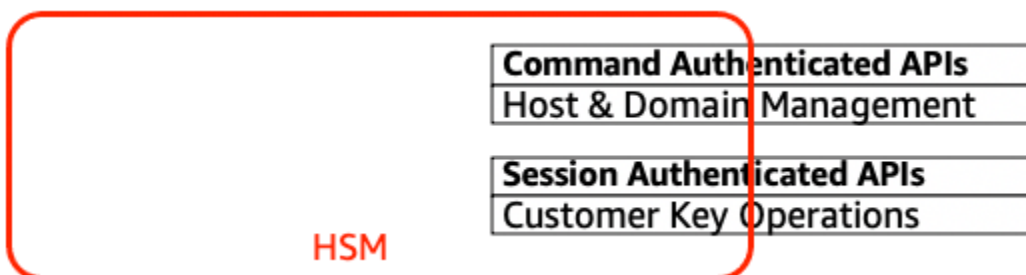 Command Authenticated APIs
Host & Domain Management
Session Authenticated APIs
Customer Key Operations
HSM